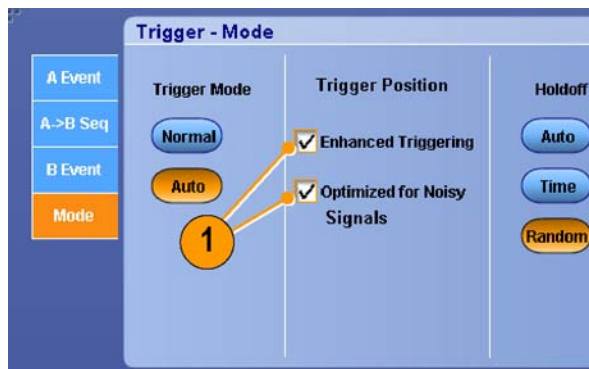 Trigger - Mode
A Event
A->B Seq
B Event
Mode
Trigger Mode
Normal
Auto
Trigger Position
Enhanced Triggering
Optimized for Noisy
Signals
1
Holdoff
Auto
Time
Random